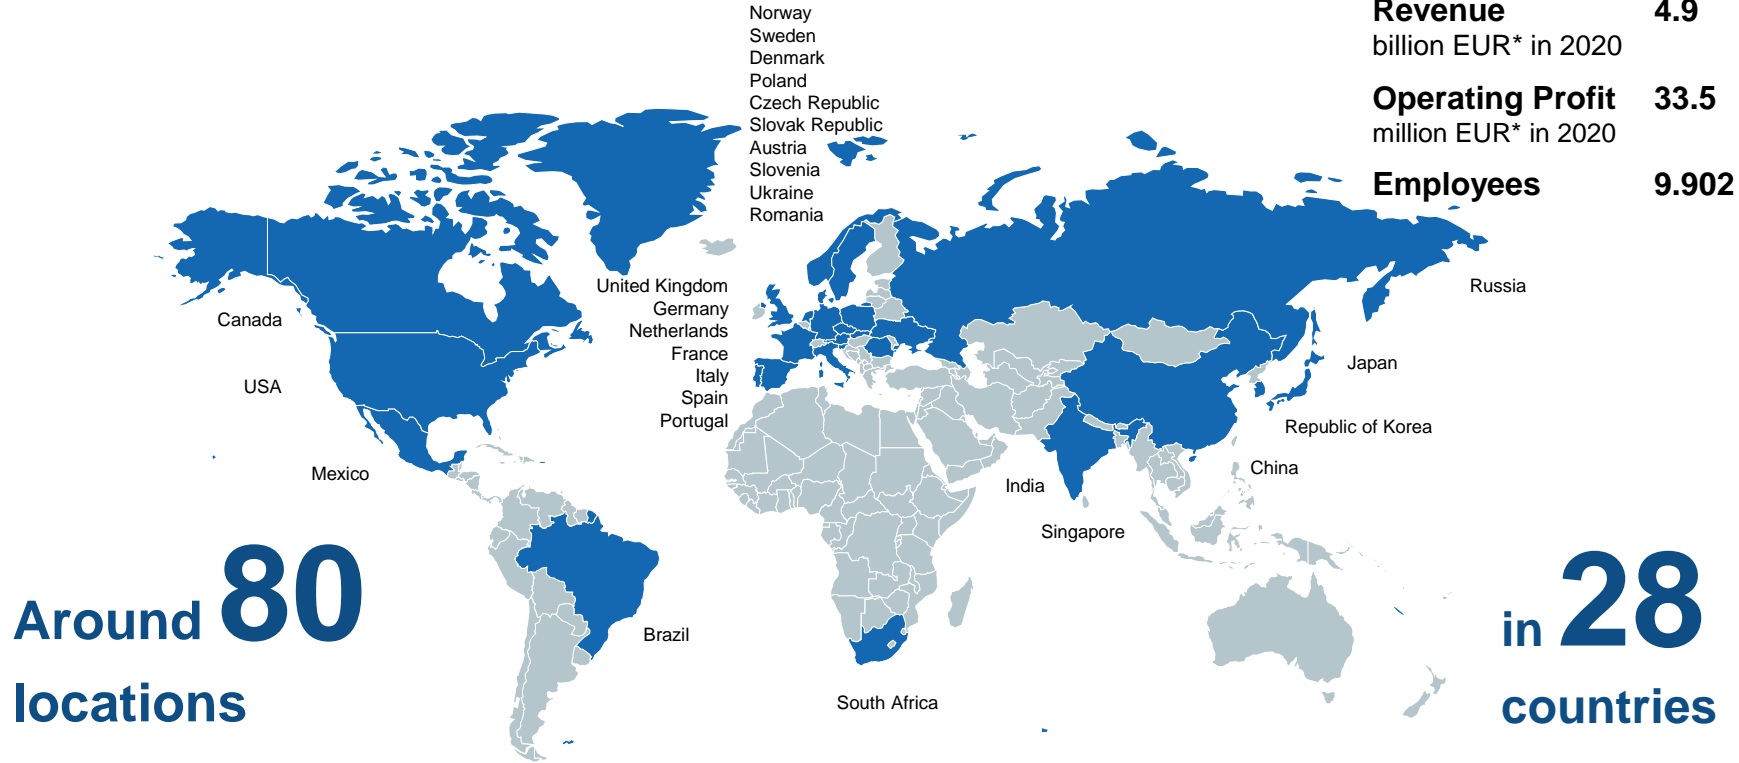 Norway
Sweden
Denmark
Poland
Czech Republic
Slovak Republic
Austria
Slovenia
Ukraine
Romania
Revenue 4.9
billion EUR* in 2020
Operating Profit 33.5
million EUR* in 2020
Employees 9.902
United Kingdom
Germany
Netherlands
France
Italy
Spain
Portugal
Canada
USA
Mexico
Brazil
South Africa
Russia
Japan
Republic of Korea
China
India
Singapore
Around 80
locations
in 28
countries